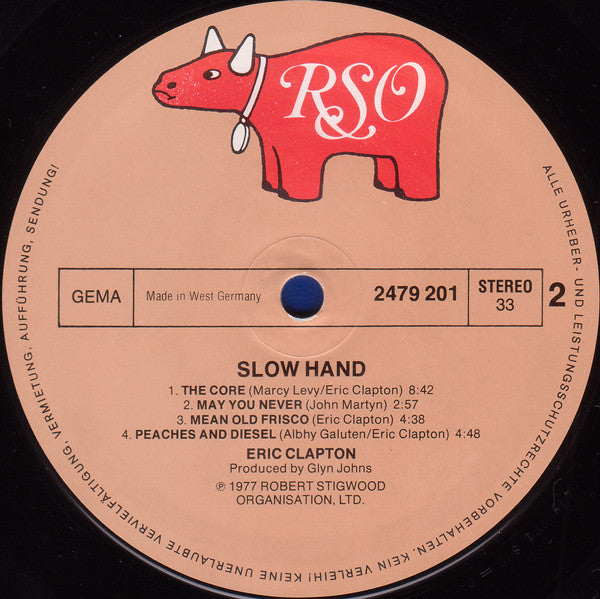 RSO
GEMA
Made in West Germany
2479 201
STEREO
33
2
SLOW HAND
1. THE CORE (Marcy Levy/Eric Clapton) 8:42
2. MAY YOU NEVER (John Martyn) 2:57
3. MEAN OLD FRISCO (Eric Clapton) 4:38
4. PEACHES AND DIESEL (Albhy Galuten/Eric Clapton) 4:48
ERIC CLAPTON
Produced by Glyn Johns
℗ 1977 ROBERT STIGWOOD
ORGANISATION, LTD.
ALLE URHEBER- UND LEISTUNGSSCHUTZRECHTE VORBEHALTEN. KEIN VERLEIH! KEINE UNERLAUBTE VERVIELFÄLTIGUNG, VERMIETUNG, AUFFÜHRUNG, SENDUNG!